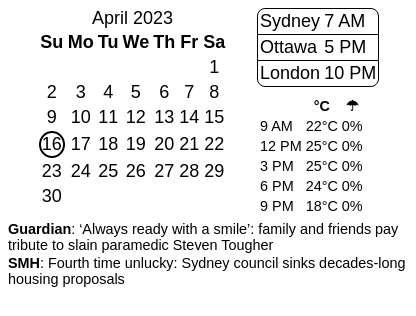 April 2023
Su Mo Tu We Th Fr Sa
1
2 3 4 5 6 7 8
9 10 11 12 13 14 15
16 17 18 19 20 21 22
23 24 25 26 27 28 29
30
Sydney 7 AM
Ottawa 5 PM
London 10 PM
°C ☂
9 AM 22°C 0%
12 PM 25°C 0%
3 PM 25°C 0%
6 PM 24°C 0%
9 PM 18°C 0%
Guardian: ‘Always ready with a smile’: family and friends pay
tribute to slain paramedic Steven Tougher
SMH: Fourth time unlucky: Sydney council sinks decades-long
housing proposals